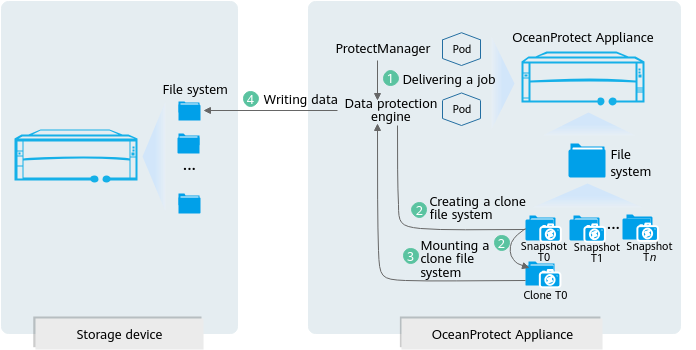 OceanProtect Appliance
ProtectManager
Pod
1 Delivering a job
File system
4 Writing data
Data protection
engine
Pod
...
File
system
2 Creating a clone
file system
...
Snapshot
T0
Snapshot
T1
Snapshot
Tn
3 Mounting a
clone file
system
2
Clone T0
Storage device
OceanProtect Appliance